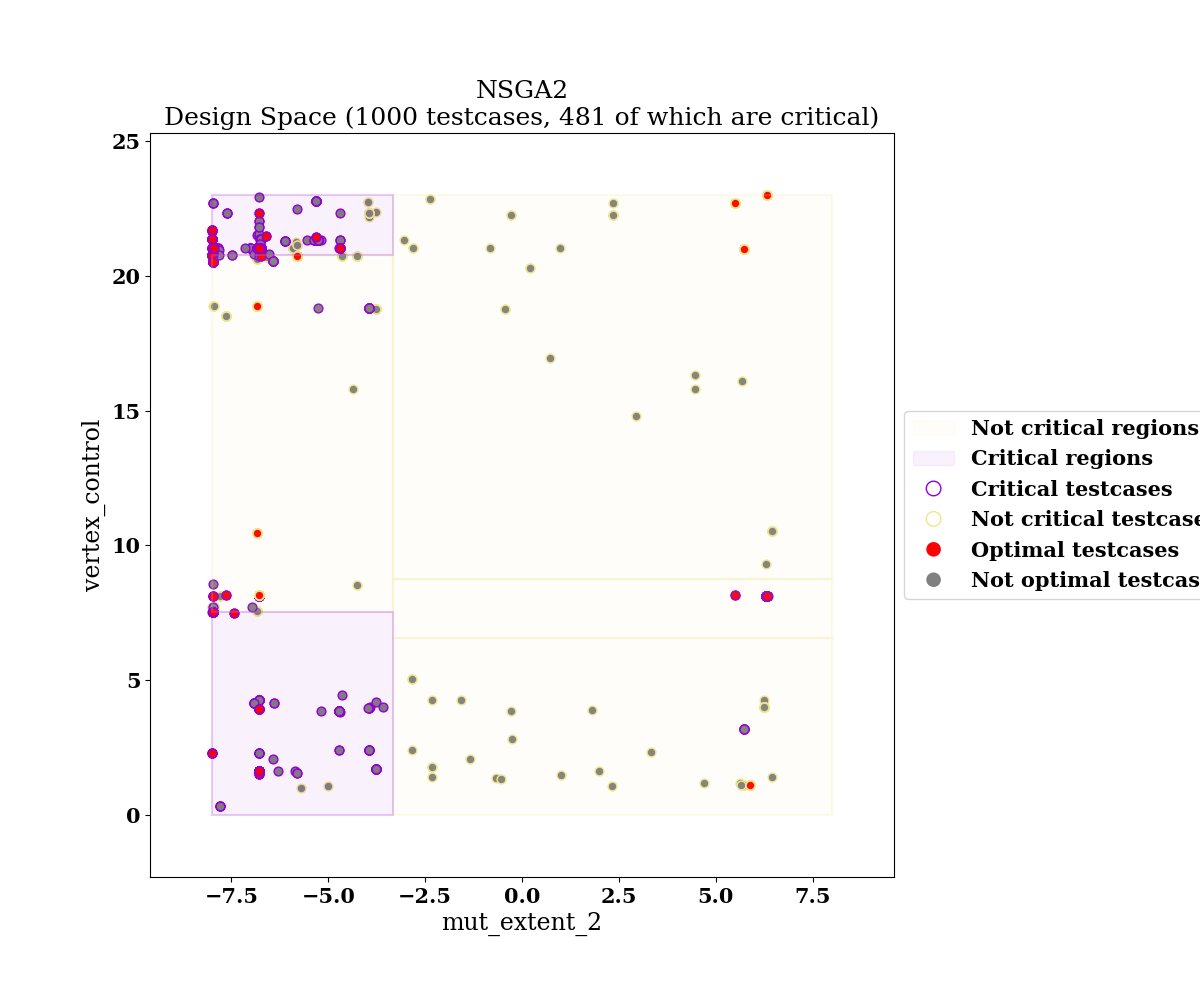 NSGA2
Design Space (1000 testcases, 481 of which are critical)
25
20
15
10
5
0
vertex_control
−7.5
−5.0
−2.5
0.0
2.5
5.0
7.5
mut_extent_2
Not critical regions
Critical regions
Critical testcases
Not critical testcase
Optimal testcases
Not optimal testcas